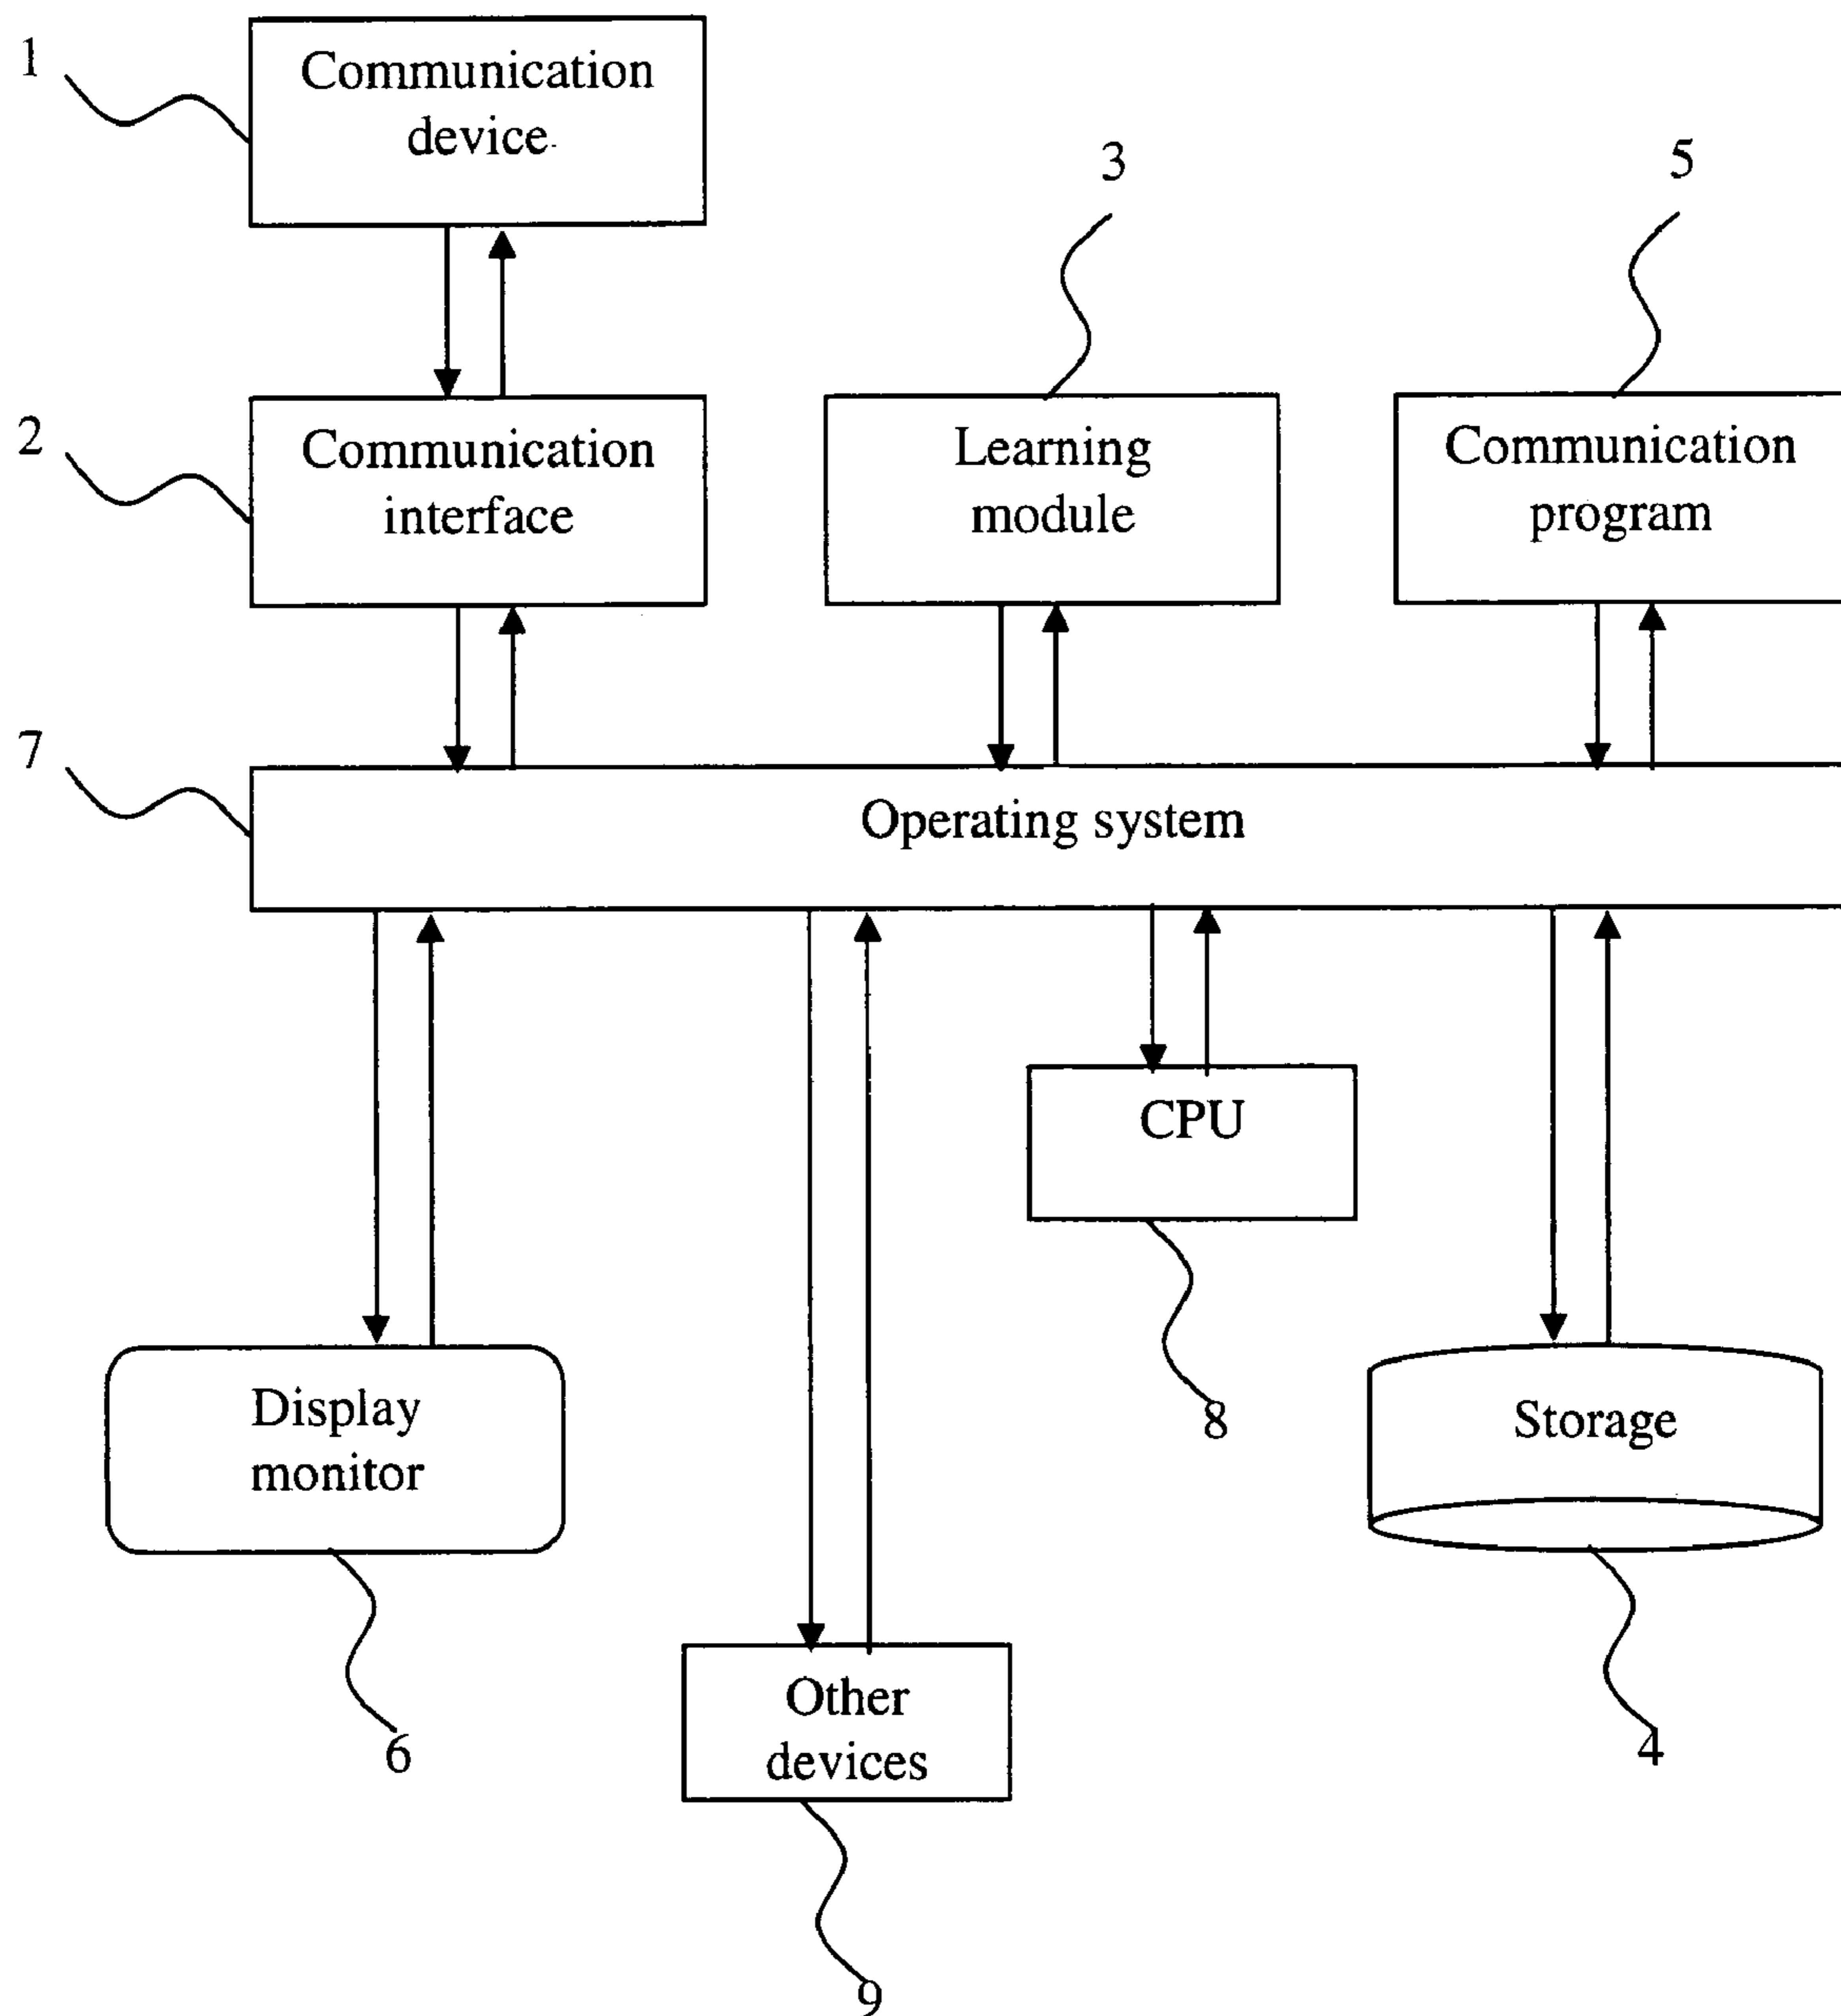 1
Communication
device
3
5
2
Communication
interface
Learning
module
Communication
program
7
Operating system
CPU
8
Display
monitor
Storage
6
Other
devices
4
9